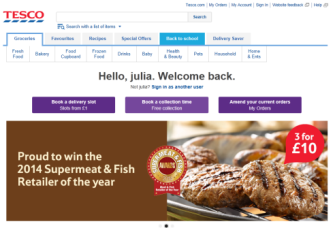 Tesco.com | My Orders | My Account | Sign in | Website feedback | Help
TESCO
Search
Search with a list of items
Groceries Favourites Recipes Special Offers Back to school Delivery Saver
Fresh Food Bakery Food Cupboard Frozen Food Drinks Baby Health & Beauty Pets Household Home & Ents
Hello, julia. Welcome back.
Not julia? Sign in as another user
Book a delivery slot
Slots from £1
Book a collection time
Free collection
Amend your current orders
My Orders
Proud to win the
2014 Supermeat & Fish
Retailer of the year
AWARDS
3 for
£10